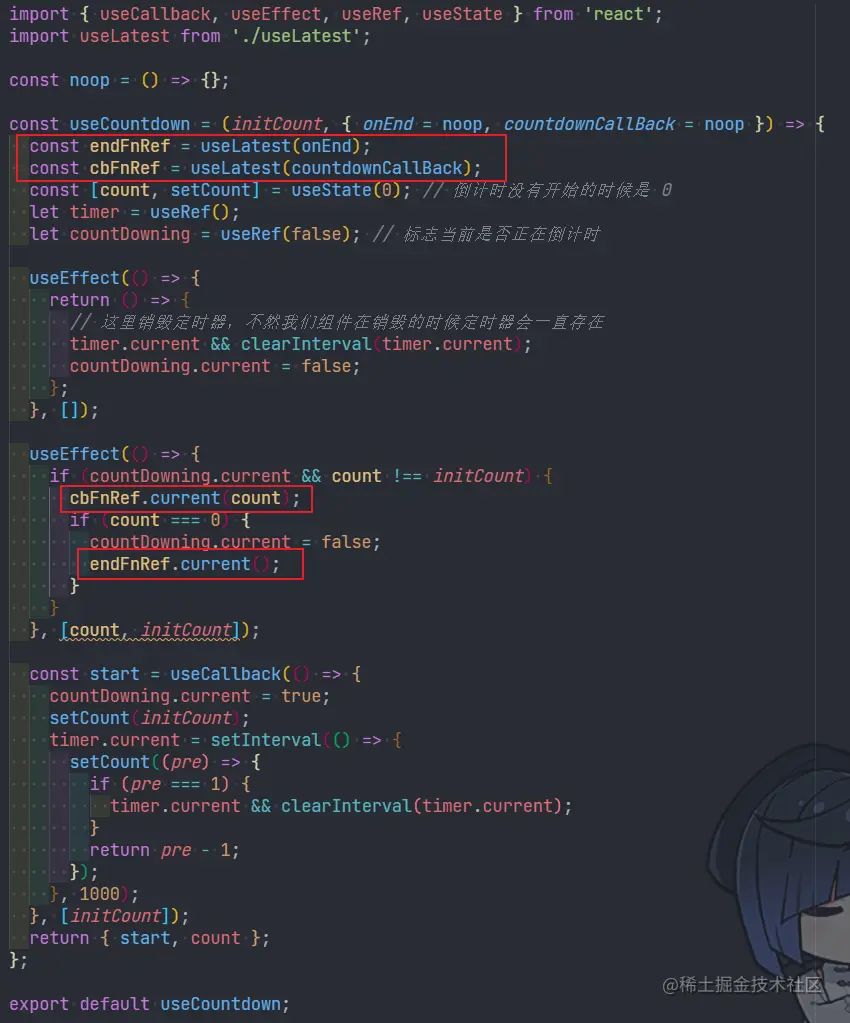 import { useCallback, useEffect, useRef, useState } from 'react';
import useLatest from './useLatest';
const noop = () => {};
const useCountdown = (initCount, { onEnd = noop, countdownCallBack = noop }) => {
const endFnRef = useLatest(onEnd);
const cbFnRef = useLatest(countdownCallBack);
const [count, setCount] = useState(0); // 倒计时没有开始的时候是 0
let timer = useRef();
let countDowning = useRef(false); // 标志当前是否正在倒计时
useEffect(() => {
return () => {
// 这里销毁定时器，不然我们组件在销毁的时候定时器会一直存在
timer.current && clearInterval(timer.current);
countDowning.current = false;
};
}, []);
useEffect(() => {
if (countDowning.current && count !== initCount) {
cbFnRef.current(count);
if (count === 0) {
countDowning.current = false;
endFnRef.current();
}
}
}, [count, initCount]);
const start = useCallback(() => {
countDowning.current = true;
setCount(initCount);
timer.current = setInterval(() => {
setCount((pre) => {
if (pre === 1) {
timer.current && clearInterval(timer.current);
}
return pre - 1;
});
}, 1000);
}, [initCount]);
return { start, count };
};
export default useCountdown;
@稀土掘金技术社区